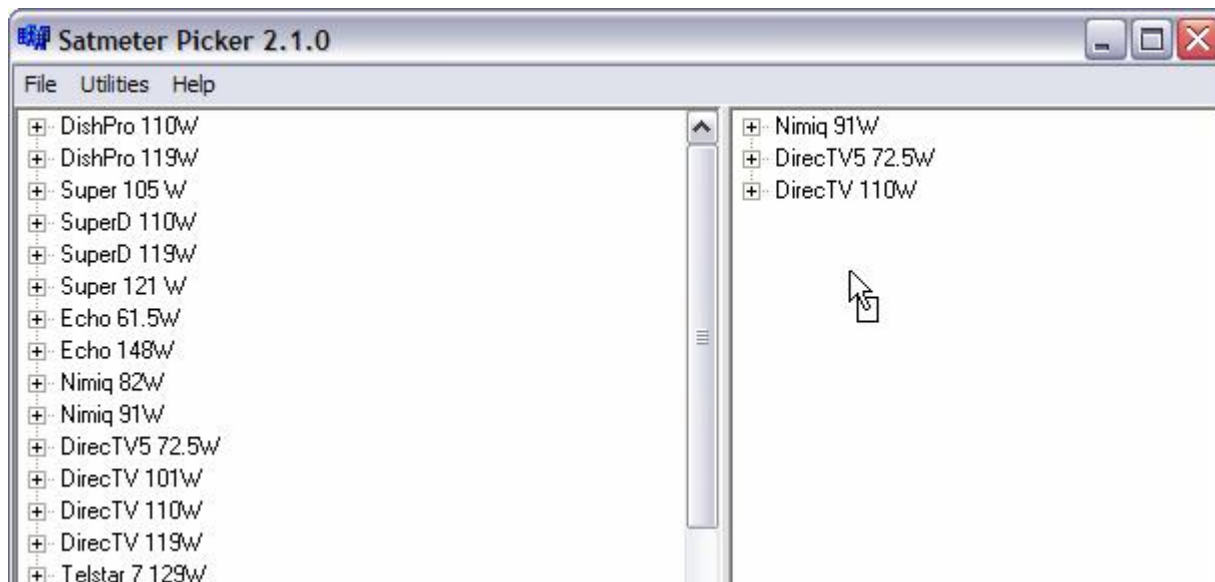 Satmeter Picker 2.1.0
File Utilities Help
DishPro 110W
DishPro 119W
Super 105 W
SuperD 110W
SuperD 119W
Super 121 W
Echo 61.5W
Echo 148W
Nimiq 82W
Nimiq 91W
DirecTV5 72.5W
DirecTV 101W
DirecTV 110W
DirecTV 119W
Telstar 7 129W
Nimiq 91W
DirecTV5 72.5W
DirecTV 110W